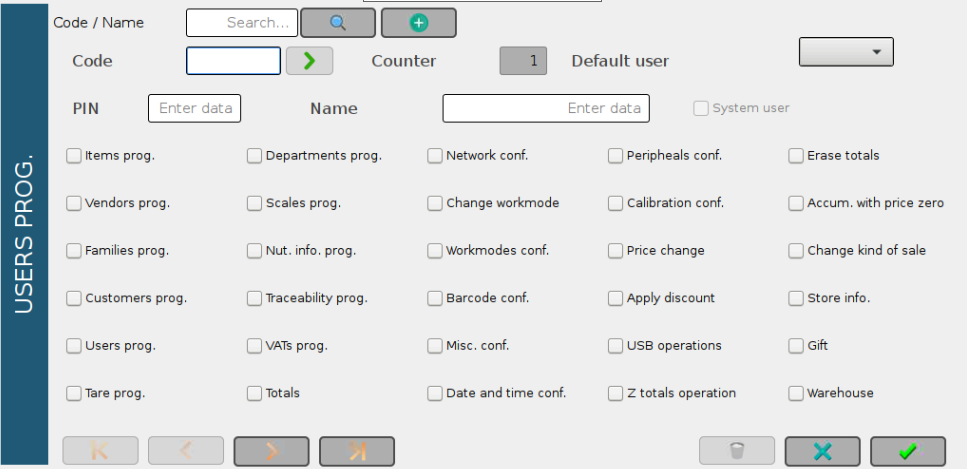 USERS PROG.
Code / Name Search...
Code Counter 1 Default user
PIN Enter data Name Enter data System user
Items prog. Departments prog. Network conf. Peripheals conf. Erase totals
Vendors prog. Scales prog. Change workmode Calibration conf. Accum. with price zero
Families prog. Nut. info. prog. Workmodes conf. Price change Change kind of sale
Customers prog. Traceability prog. Barcode conf. Apply discount Store info.
Users prog. VATs prog. Misc. conf. USB operations Gift
Tare prog. Totals Date and time conf. Z totals operation Warehouse